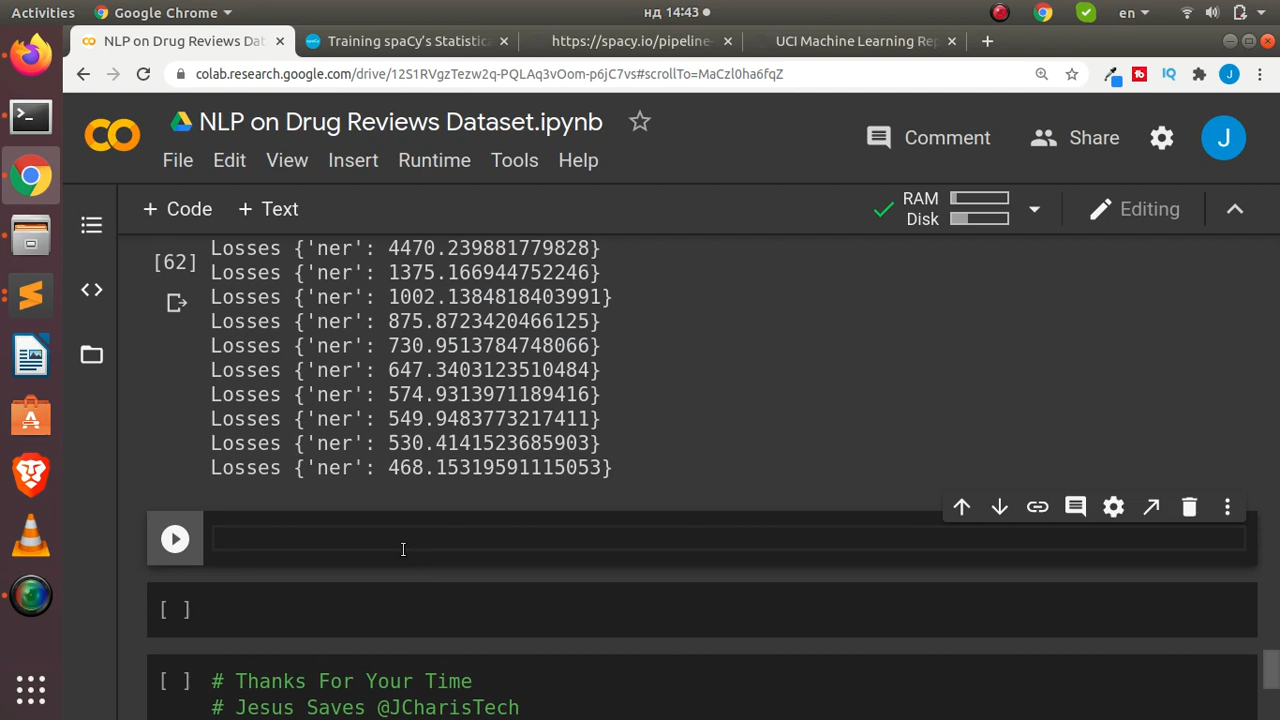 Activities Google Chrome нд 14:43 en
NLP on Drug Reviews Dat Training spaCy's Statistica https://spacy.io/pipeline- UCI Machine Learning Rep
colab.research.google.com/drive/12S1RVgzTezw2q-PQLAq3vOom-p6jC7vs#scrollTo=MaCzl0ha6fqZ IQ J
NLP on Drug Reviews Dataset.ipynb
Comment Share J
File Edit View Insert Runtime Tools Help
+ Code + Text RAM Disk Editing
Losses {'ner': 4470.239881779828}
[62]
Losses {'ner': 1375.166944752246}
Losses {'ner': 1002.1384818403991}
Losses {'ner': 875.8723420466125}
Losses {'ner': 730.9513784748066}
Losses {'ner': 647.3403123510484}
Losses {'ner': 574.9313971189416}
Losses {'ner': 549.9483773217411}
Losses {'ner': 530.4141523685903}
Losses {'ner': 468.15319591115053}
[ ]
[ ] # Thanks For Your Time
# Jesus Saves @JCharisTech